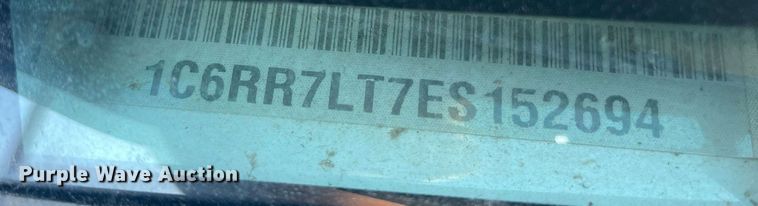 1C6RR7LT7ES152694
Purple Wave Auction